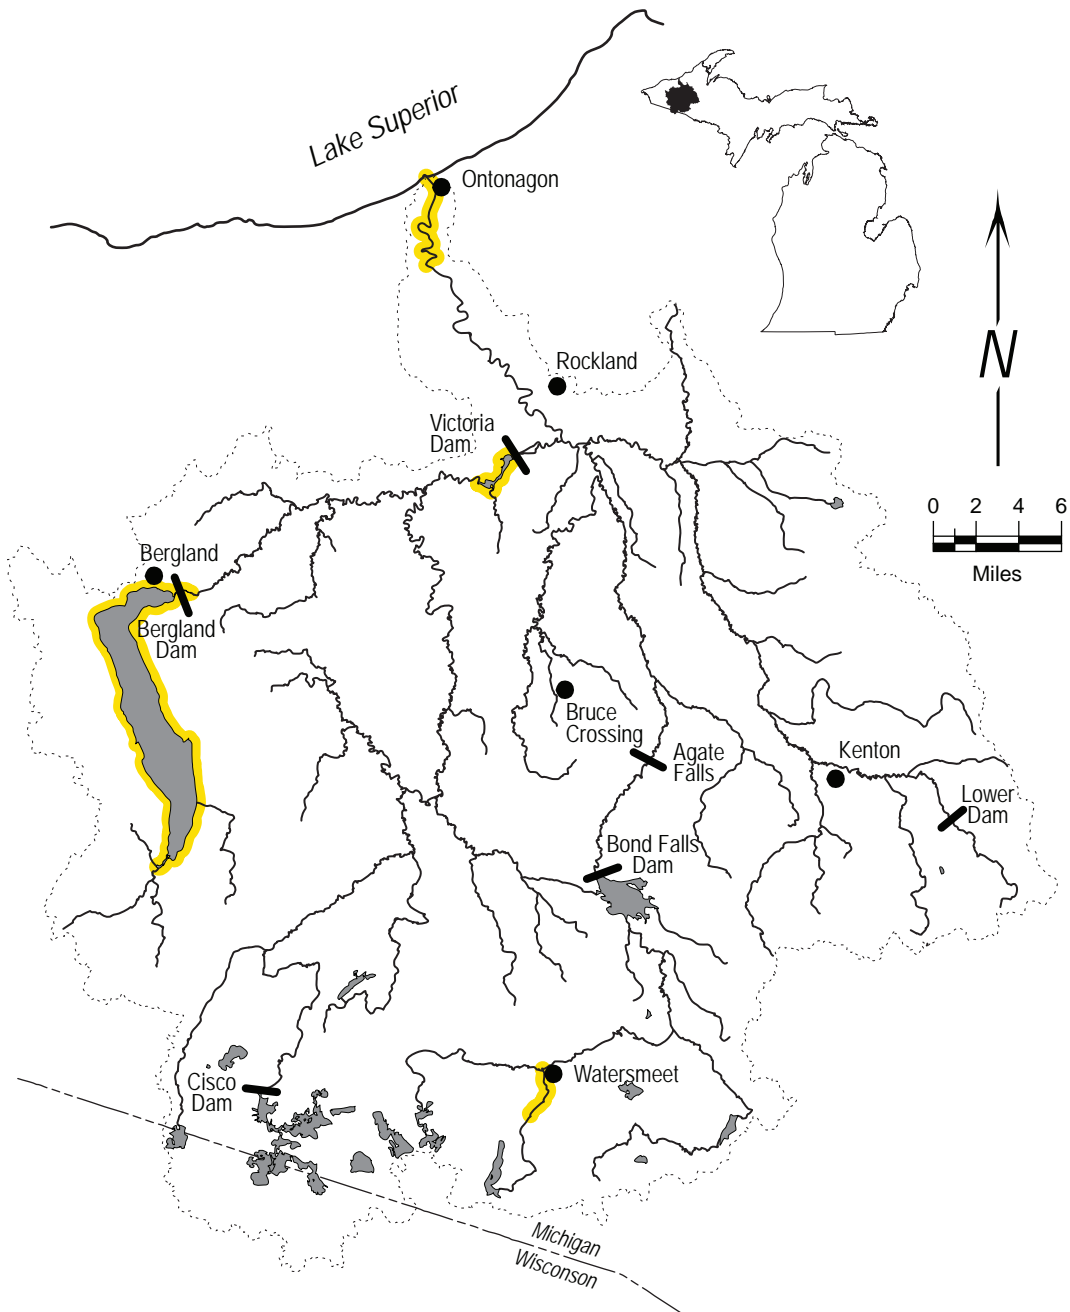 Lake Superior
Ontonagon
N
Rockland
Victoria
Dam
0 2 4 6
Miles
Bergland
Bergland
Dam
Bruce
Crossing
Agate
Falls
Kenton
Lower
Dam
Bond Falls
Dam
Cisco
Dam
Watersmeet
Michigan
Wisconson